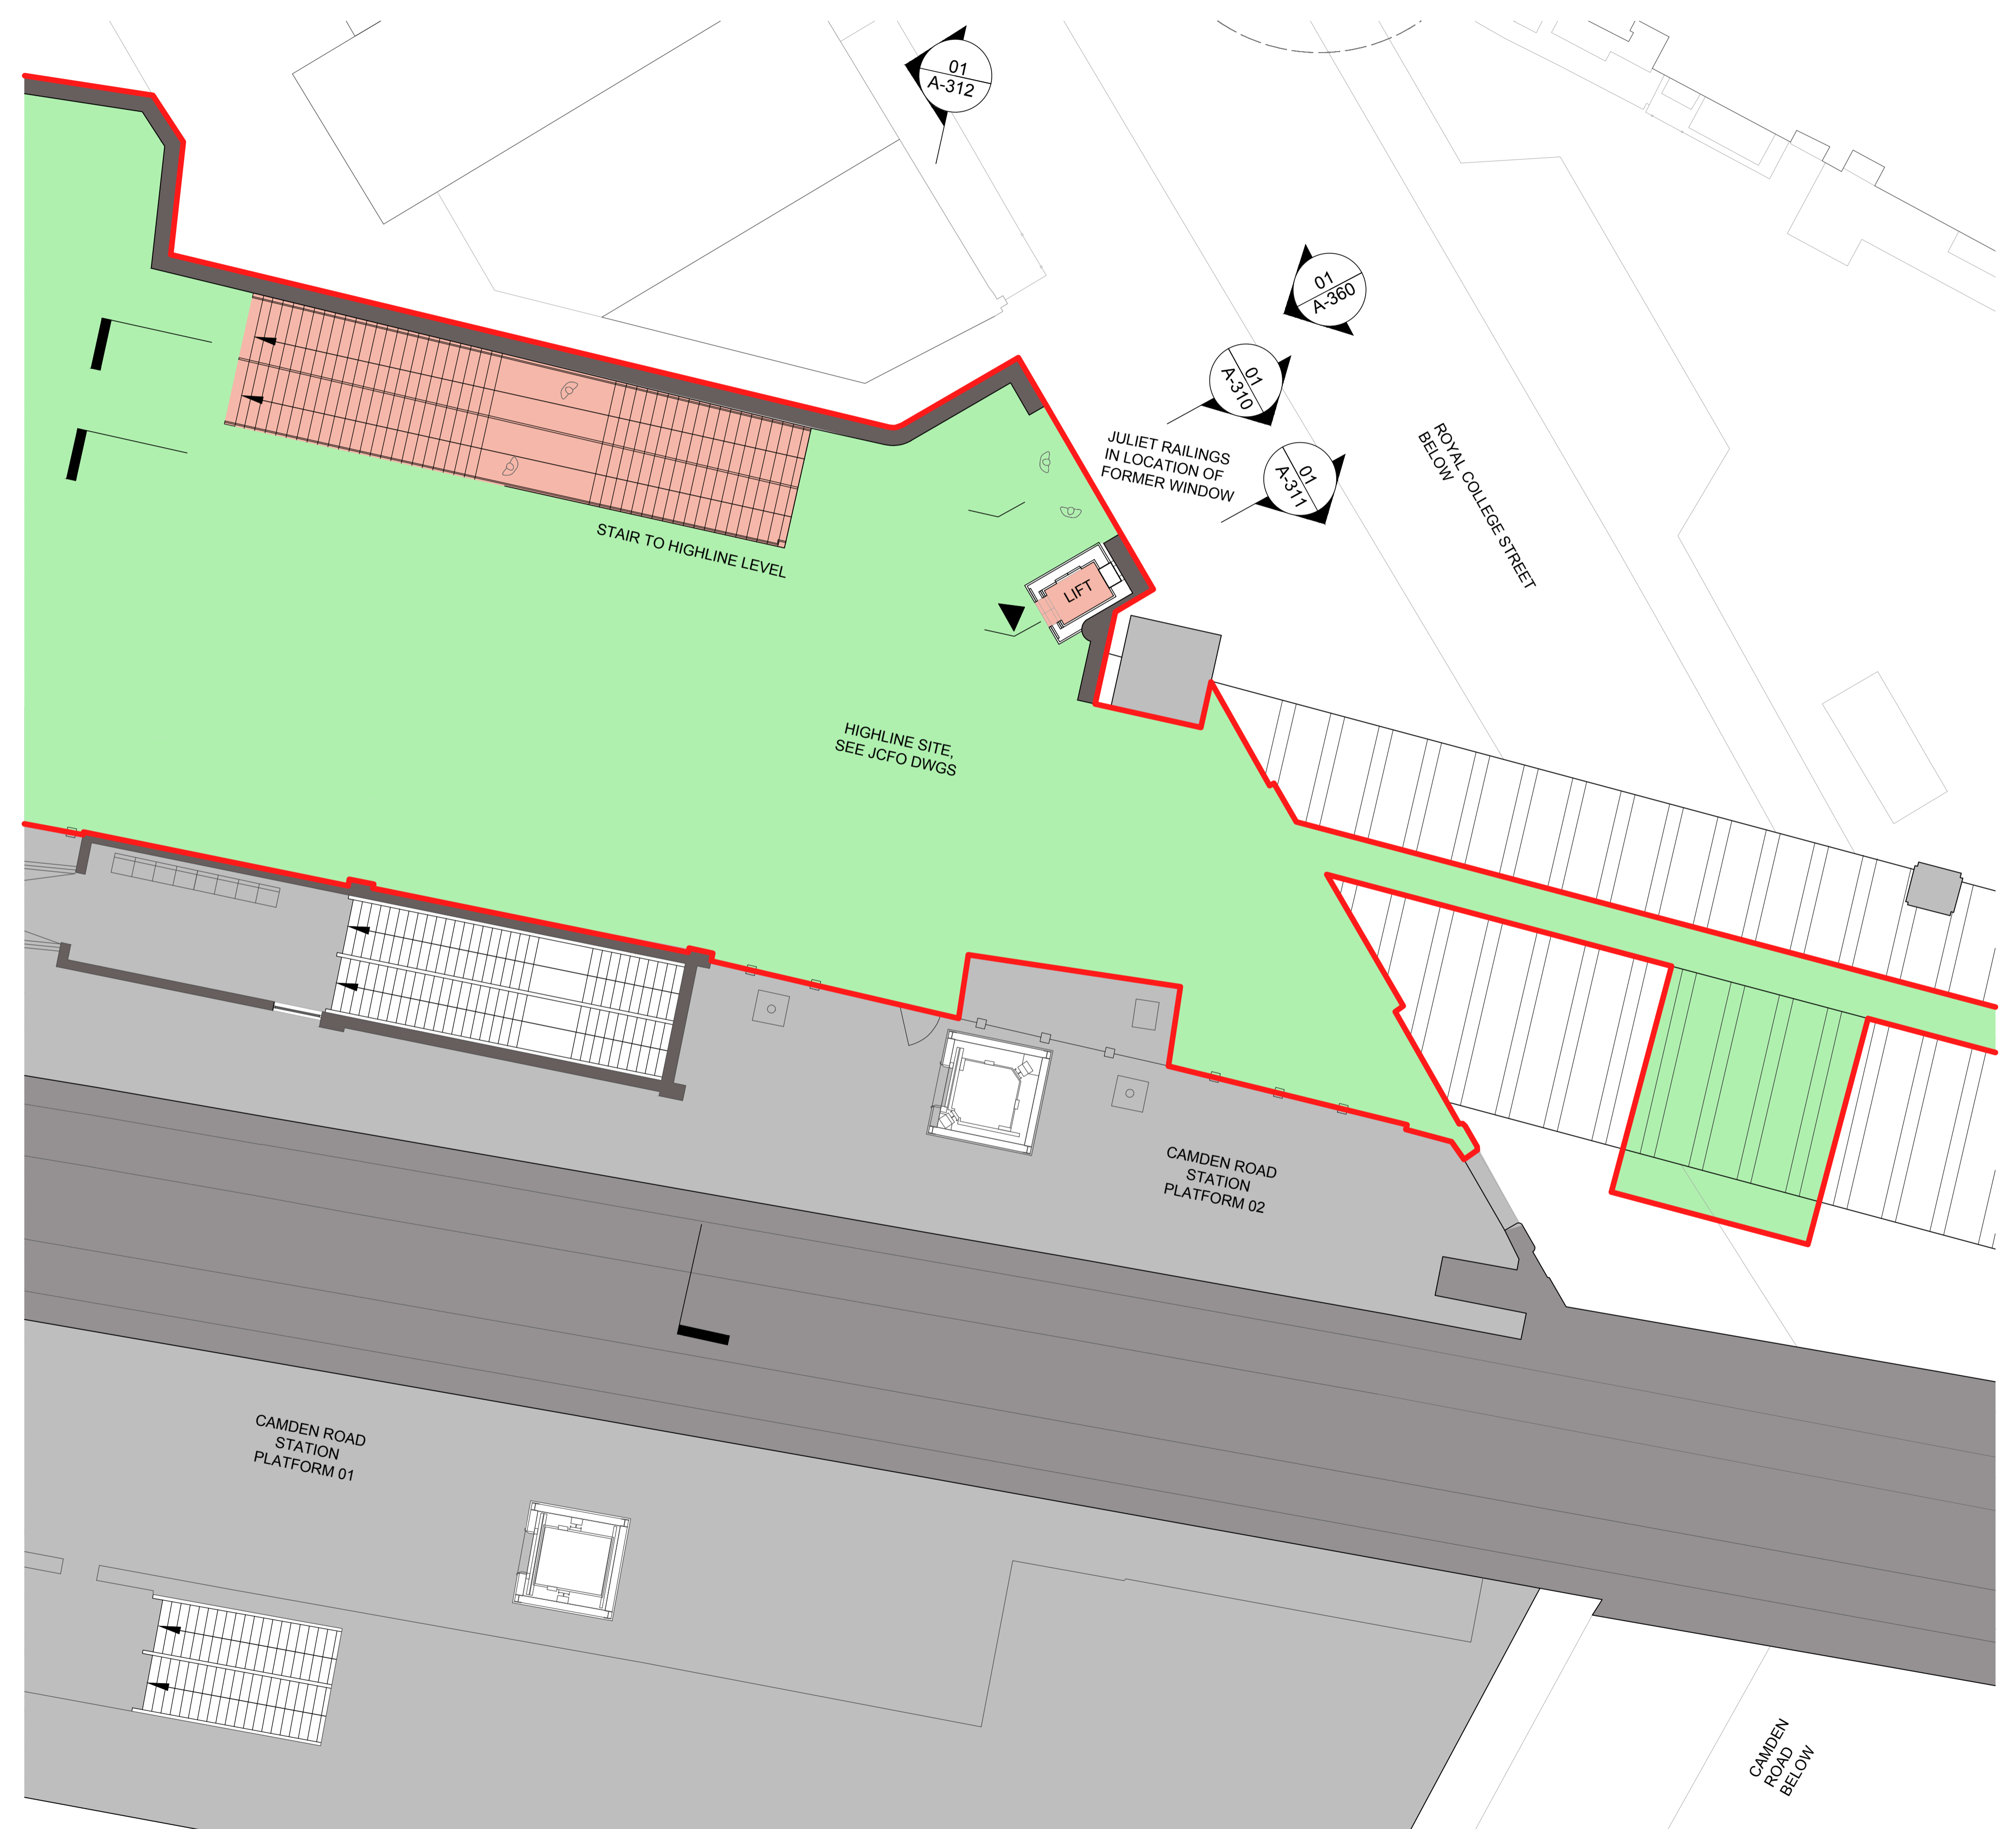 01
A-312
01
A-360
01
A-310
01
A-311
JULIET RAILINGS
IN LOCATION OF
FORMER WINDOW
ROYAL COLLEGE STREET
BELOW
STAIR TO HIGHLINE LEVEL
LIFT
HIGHLINE SITE,
SEE JCFO DWGS
CAMDEN ROAD
STATION
PLATFORM 02
CAMDEN ROAD
STATION
PLATFORM 01
CAMDEN
ROAD
BELOW